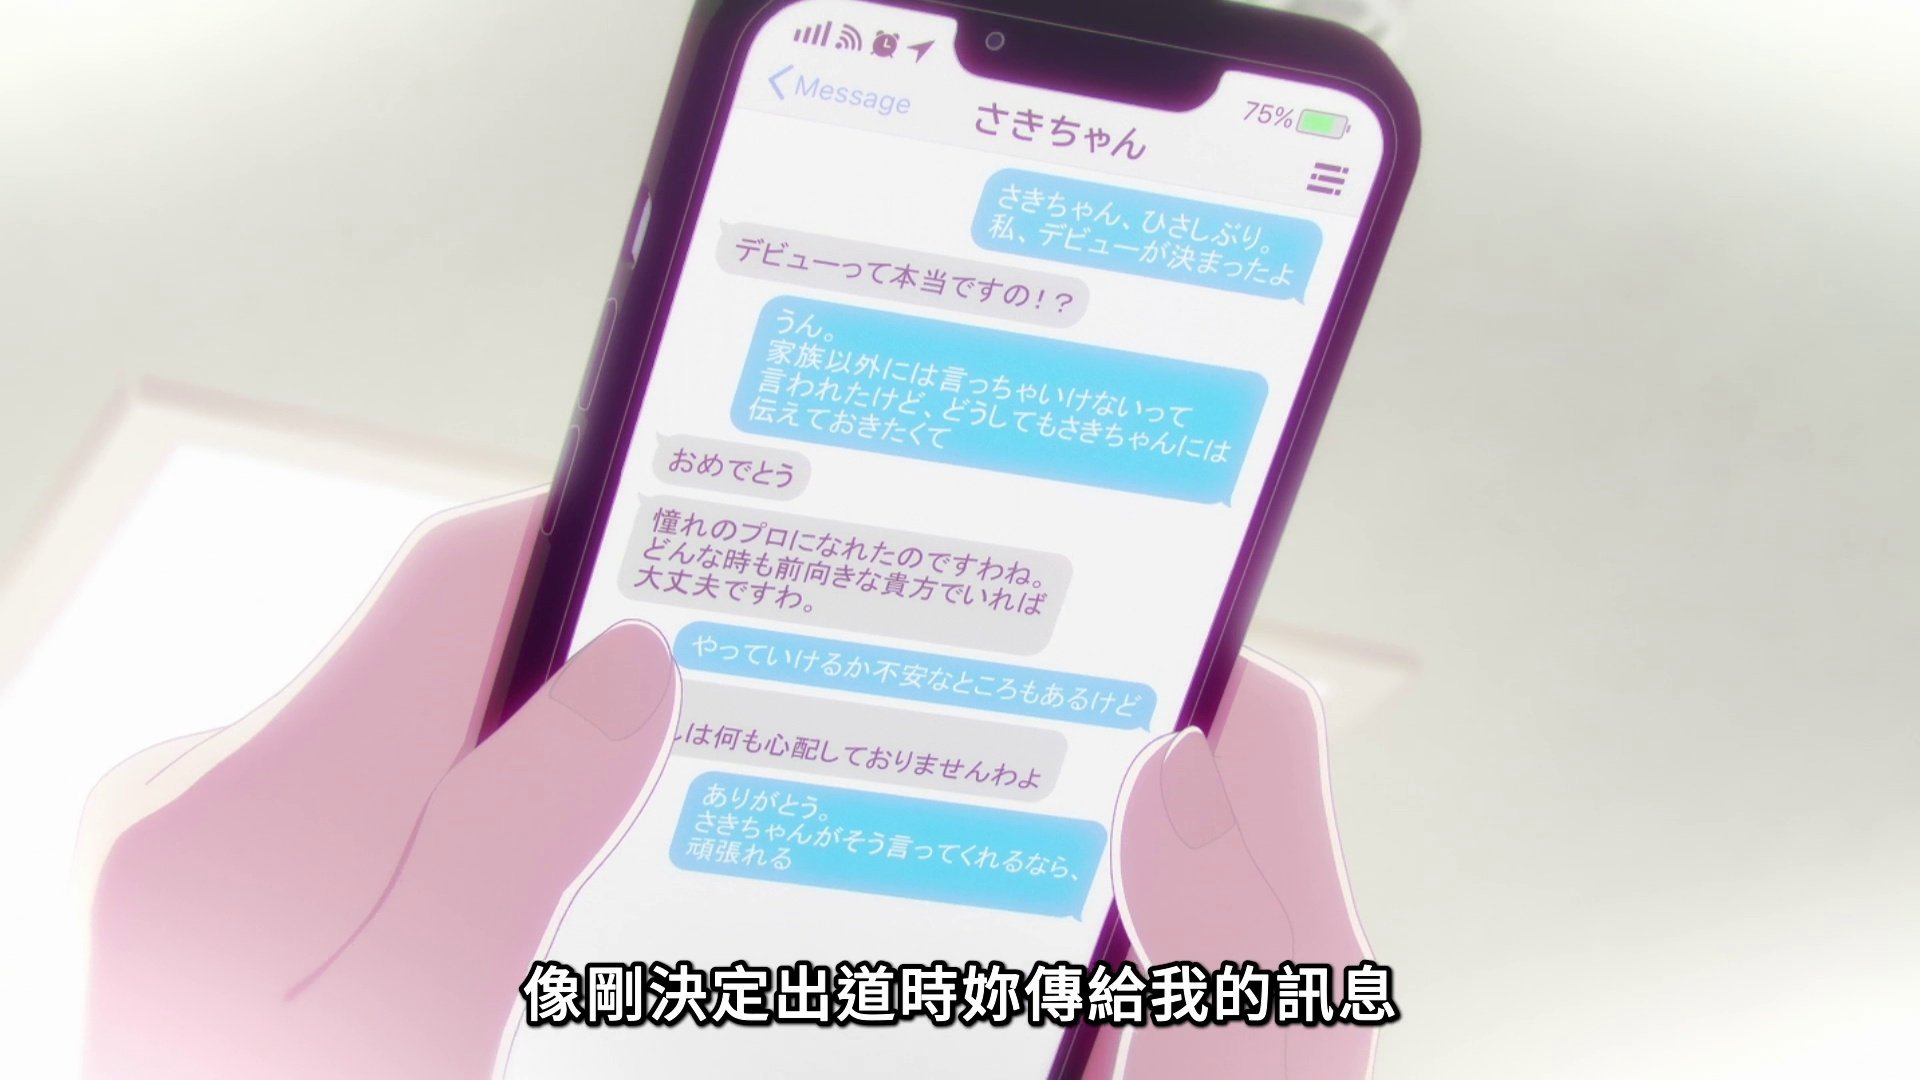 Message
さきちゃん
75%
さきちゃん、ひさしぶり。
私、デビューが決まったよ
デビューって本当ですの!?
うん。
家族以外には言っちゃいけないって
言われたけど、どうしてもさきちゃんには
伝えておきたくて
おめでとう
憧れのプロになれたのですわね。
どんな時も前向きな貴方でいれば
大丈夫ですわ。
やっていけるか不安なところもあるけど
は何も心配しておりませんわよ
ありがとう。
さきちゃんがそう言ってくれるなら、
頑張れる
像剛決定出道時妳傳給我的訊息